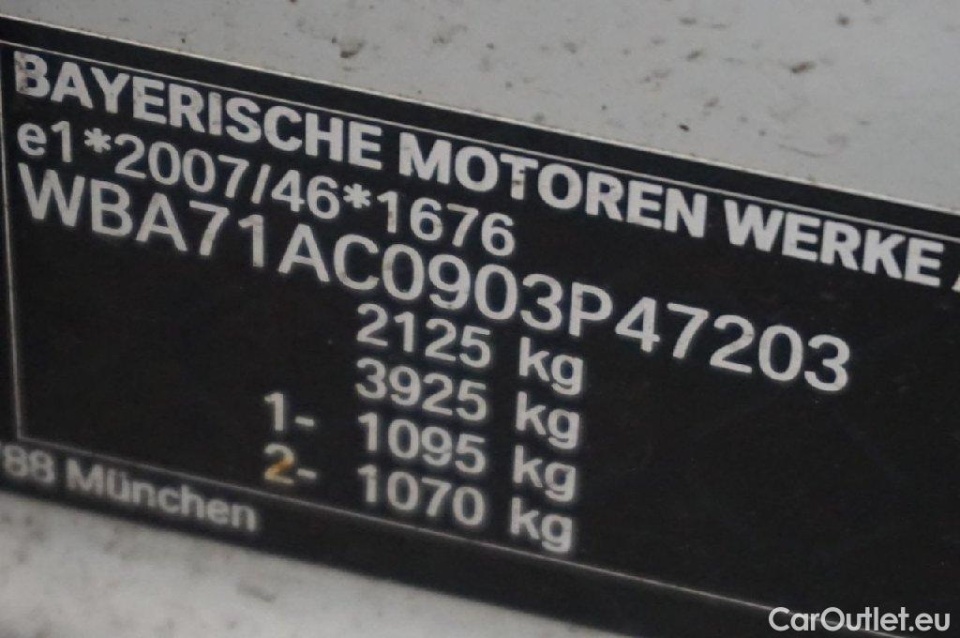 BAYERISCHE MOTOREN WERKE A
e1*2007/46*1676
WBA71AC0903P47203
2125 kg
3925 kg
1- 1095 kg
2- 1070 kg
88 München
CarOutlet.eu